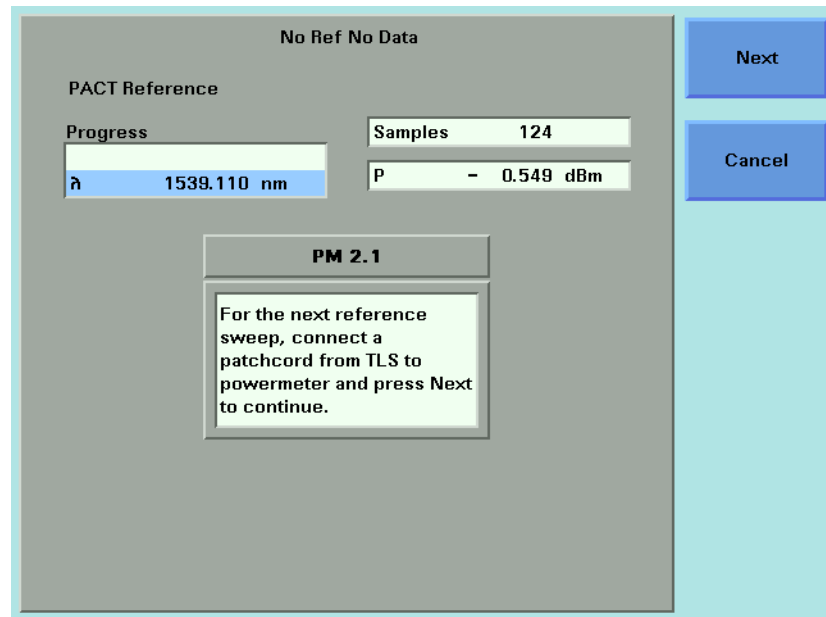 No Ref No Data
Next
PACT Reference
Progress
Samples 124
λ 1539.110 nm
P - 0.549 dBm
Cancel
PM 2.1
For the next reference
sweep, connect a
patchcord from TLS to
powermeter and press Next
to continue.